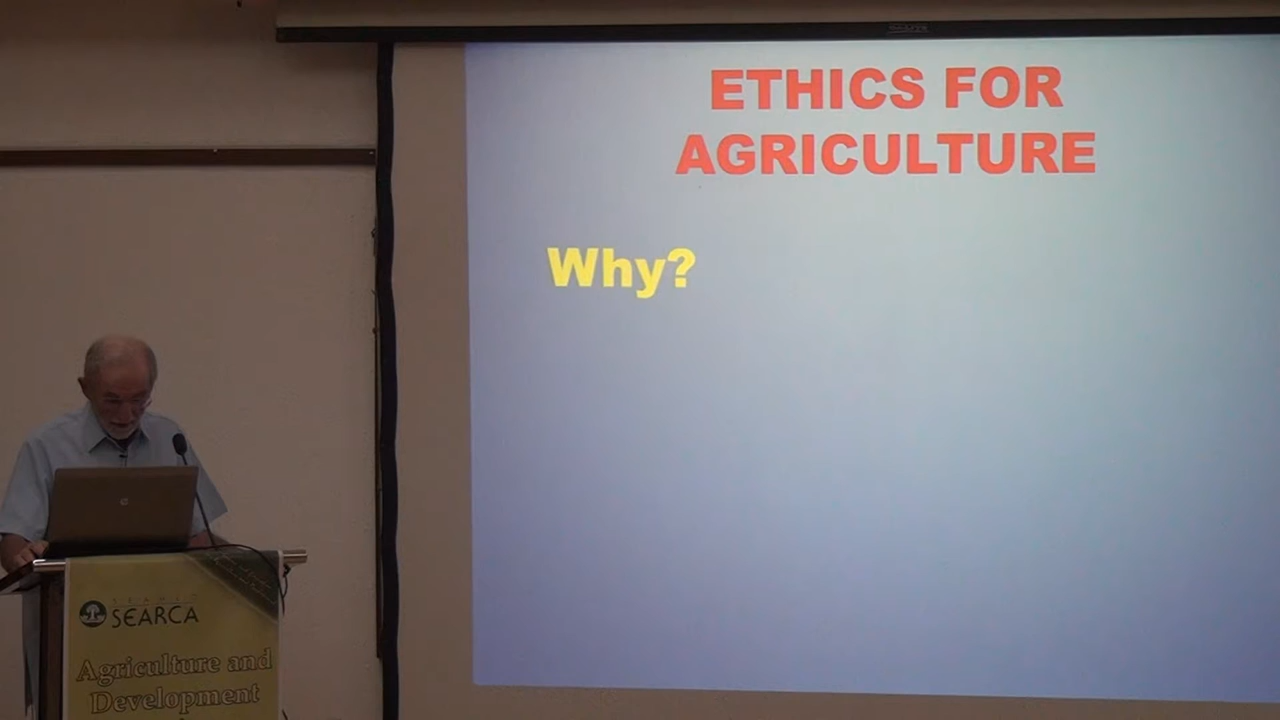 ETHICS FOR
AGRICULTURE
Why?
SEARCA
Agriculture and
Development